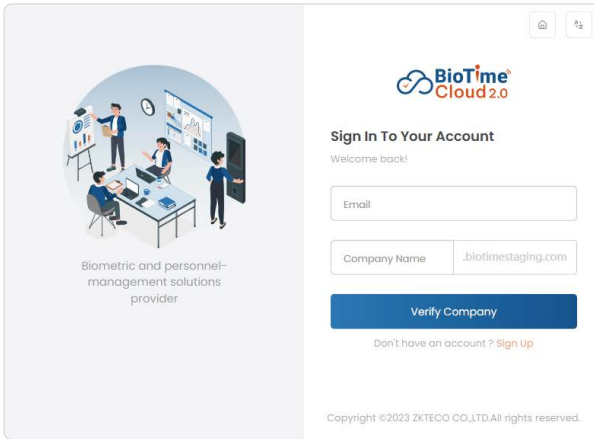 BioTime
Cloud 2.0
Sign In To Your Account
Welcome back!
Email
Company Name .biotimestaging.com
Verify Company
Don't have an account ? Sign Up
Biometric and personnel-
management solutions
provider
Copyright ©2023 ZKTECO CO.,LTD.All rights reserved.